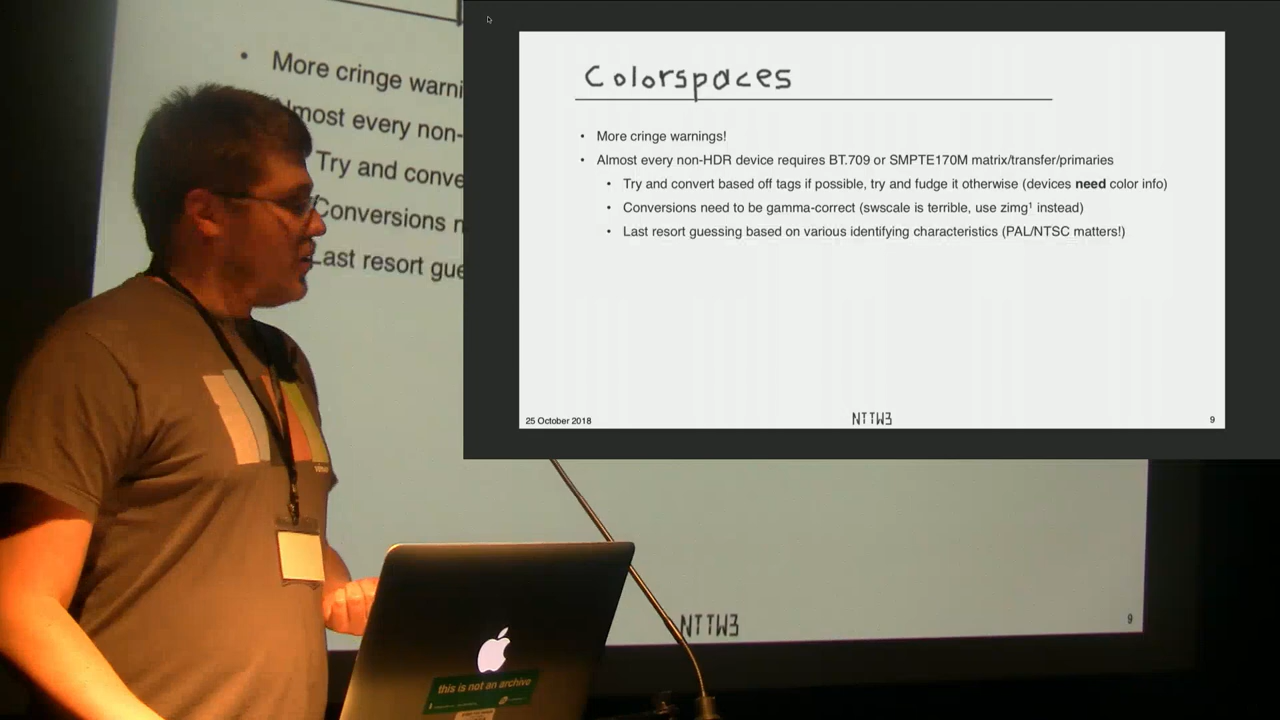 • More cringe warni
lmost every non-
Try and conve
Conversions n
Last resort gue
NTTW3
9
Colorspaces
• More cringe warnings!
• Almost every non-HDR device requires BT.709 or SMPTE170M matrix/transfer/primaries
• Try and convert based off tags if possible, try and fudge it otherwise (devices need color info)
• Conversions need to be gamma-correct (swscale is terrible, use zimg¹ instead)
• Last resort guessing based on various identifying characteristics (PAL/NTSC matters!)
25 October 2018
NTTW3
9
this is not an archive